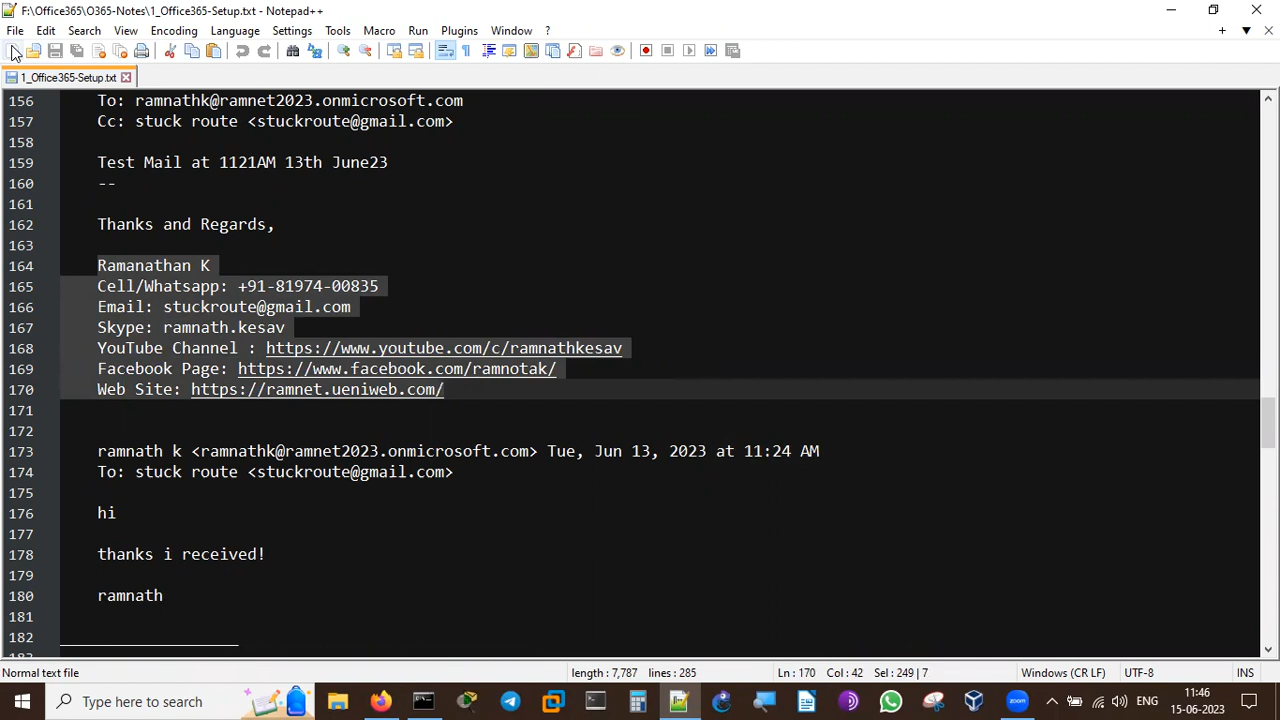 F:\Office365\O365-Notes\1_Office365-Setup.txt - Notepad++
File Edit Search View Encoding Language Settings Tools Macro Run Plugins Window ?
1_Office365-Setup.txt
156 To: ramnathk@ramnet2023.onmicrosoft.com
157 Cc: stuck route <stuckroute@gmail.com>
158
159 Test Mail at 1121AM 13th June23
160 --
161
162 Thanks and Regards,
163
164 Ramanathan K
165 Cell/Whatsapp: +91-81974-00835
166 Email: stuckroute@gmail.com
167 Skype: ramnath.kesav
168 YouTube Channel : https://www.youtube.com/c/ramnathkesav
169 Facebook Page: https://www.facebook.com/ramnotak/
170 Web Site: https://ramnet.ueniweb.com/
171
172
173 ramnath k <ramnathk@ramnet2023.onmicrosoft.com> Tue, Jun 13, 2023 at 11:24 AM
174 To: stuck route <stuckroute@gmail.com>
175
176 hi
177
178 thanks i received!
179
180 ramnath
181
182
Normal text file length : 7,787 lines : 285 Ln : 170 Col : 42 Sel : 249 | 7 Windows (CR LF) UTF-8 INS
Type here to search zoom ENG 11:46
15-06-2023